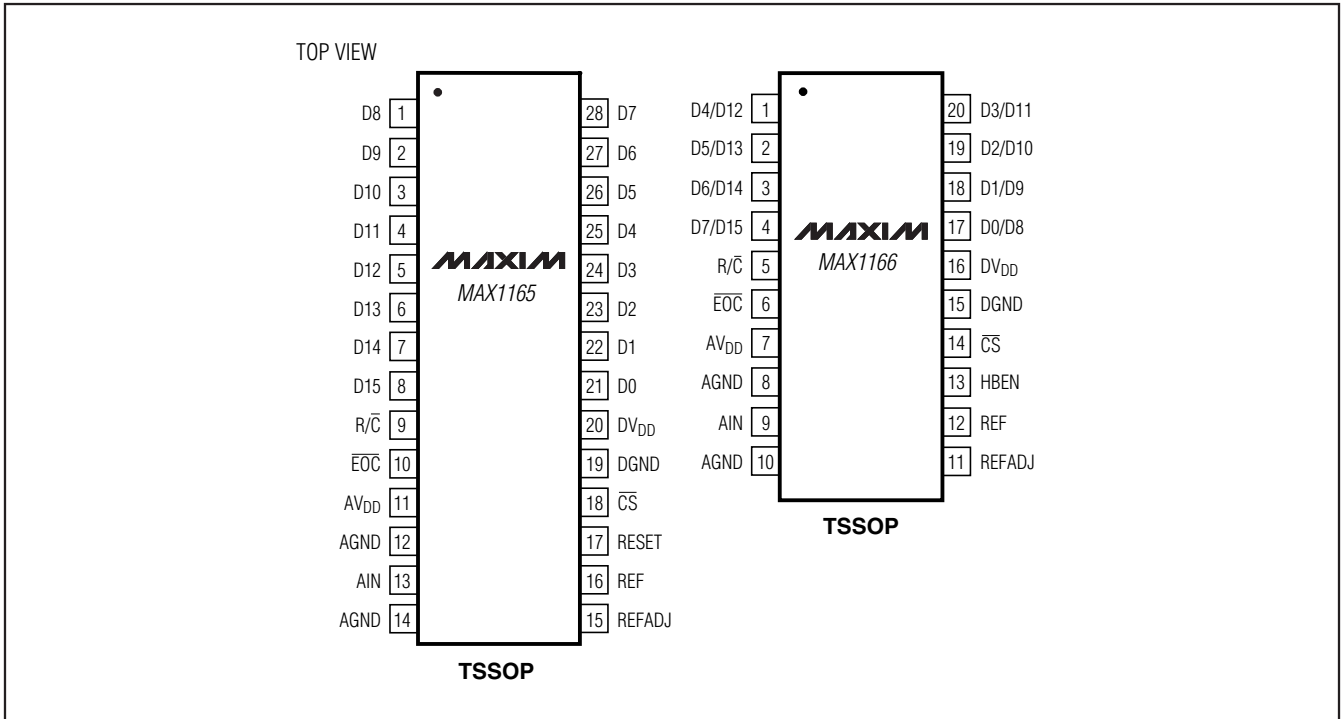 TOP VIEW
D8 1
D9 2
D10 3
D11 4
D12 5
D13 6
D14 7
D15 8
R/C̅ 9
E̅O̅C̅ 10
AVDD 11
AGND 12
AIN 13
AGND 14
MAXIM
MAX1165
28 D7
27 D6
26 D5
25 D4
24 D3
23 D2
22 D1
21 D0
20 DVDD
19 DGND
18 C̅S̅
17 RESET
16 REF
15 REFADJ
TSSOP
D4/D12 1
D5/D13 2
D6/D14 3
D7/D15 4
R/C̅ 5
E̅O̅C̅ 6
AVDD 7
AGND 8
AIN 9
AGND 10
MAXIM
MAX1166
20 D3/D11
19 D2/D10
18 D1/D9
17 D0/D8
16 DVDD
15 DGND
14 C̅S̅
13 HBEN
12 REF
11 REFADJ
TSSOP